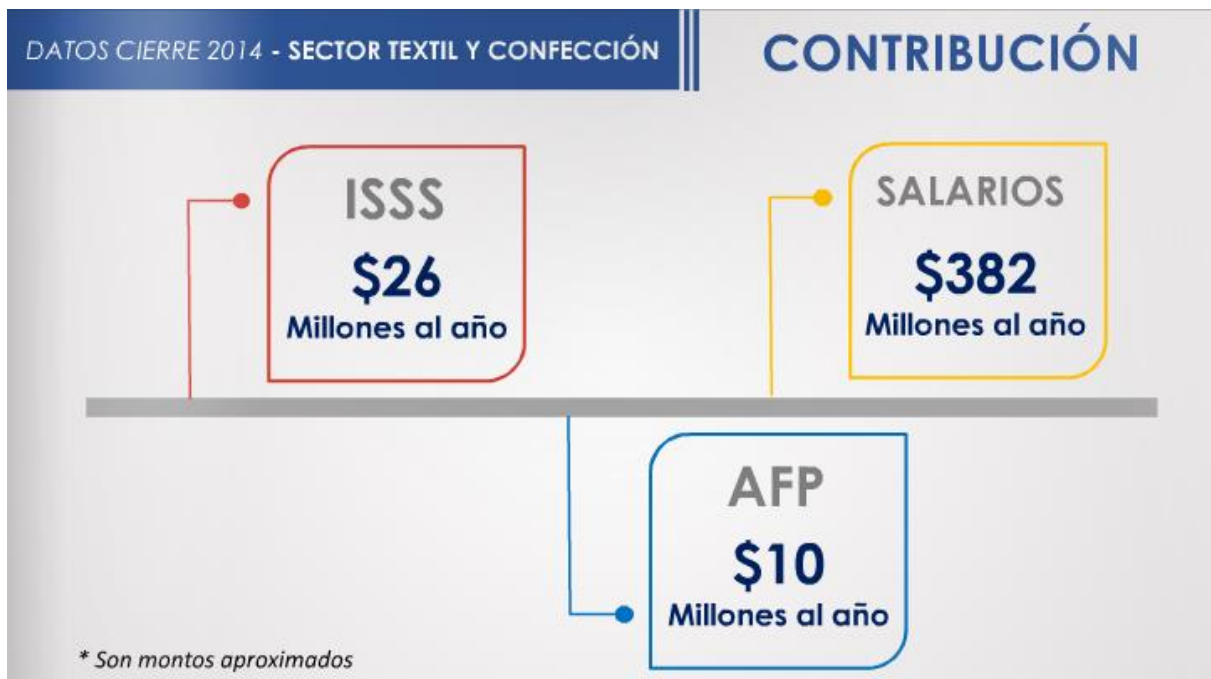 DATOS CIERRE 2014 - SECTOR TEXTIL Y CONFECCIÓN
CONTRIBUCIÓN
ISSS
$26
Millones al año
SALARIOS
$382
Millones al año
AFP
$10
Millones al año
* Son montos aproximados